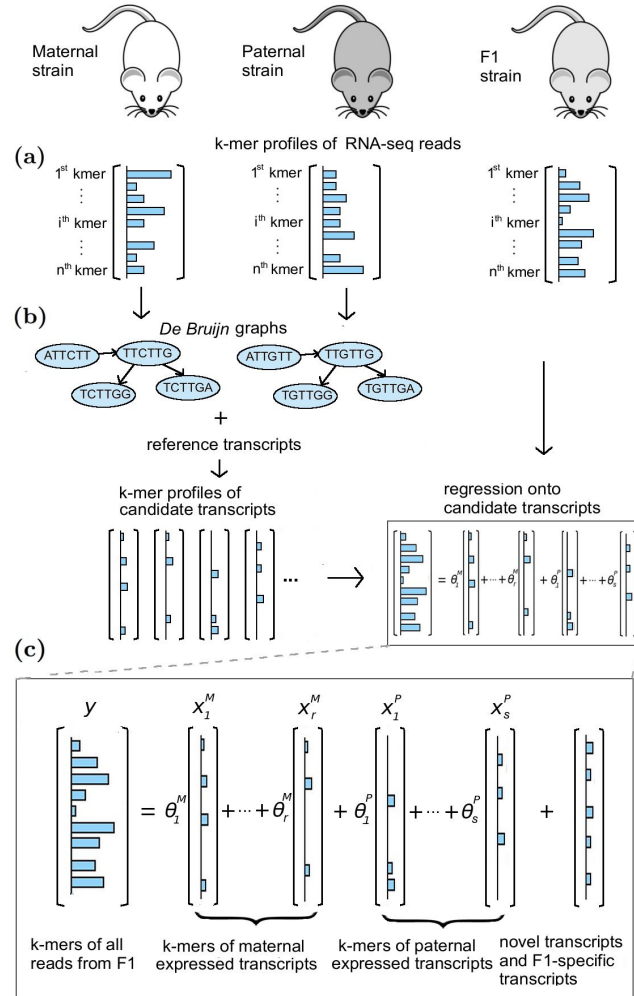 Maternal
strain
Paternal
strain
F1
strain
(a)
k-mer profiles of RNA-seq reads
1st kmer
⋮
ith kmer
⋮
nth kmer
1st kmer
⋮
ith kmer
⋮
nth kmer
1st kmer
⋮
ith kmer
⋮
nth kmer
(b)
De Bruijn graphs
ATTCTT
TTCTTG
TCTTGG
TCTTGA
ATTGTT
TTGTTG
TGTTGG
TGTTGA
+
reference transcripts
k-mer profiles of
candidate transcripts
...
regression onto
candidate transcripts
= θ1M +···+ θrM + θ1P +···+ θsP
(c)
y x1M xrM x1P xsP
= θ1M +···+ θrM + θ1P +···+ θsP +
k-mers of all
reads from F1
k-mers of maternal
expressed transcripts
k-mers of paternal
expressed transcripts
novel transcripts
and F1-specific
transcripts